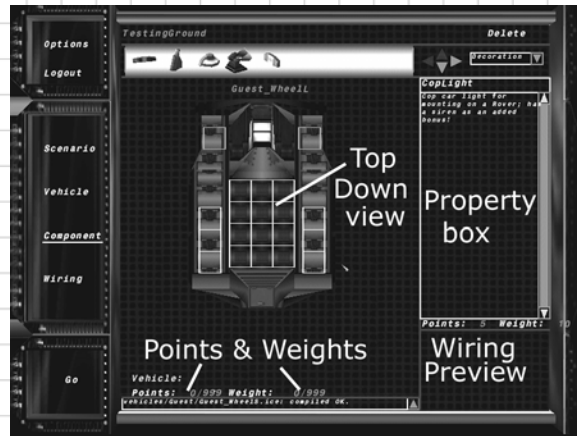 TestingGround
Delete
Options
Logout
Decoration
Guest_WheelL
CopLight
Cop car light for
mounting on a Rover; has
a siren as an added
bonus!
Scenario
Vehicle
Component
Wiring
Top
Down
view
Property
box
Points: 5 Weight: 10
Points & Weights
Wiring
Preview
Go
Vehicle:
Points: 0/999 Weight: 0/999
vehicles/Guest/Guest_WheelS.ice: compiled OK.